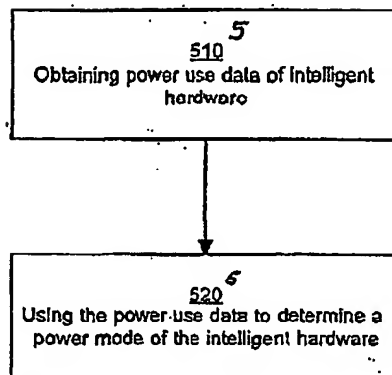 510 5
Obtaining power use data of intelligent
hardware
520 6
Using the power use data to determine a
power mode of the intelligent hardware